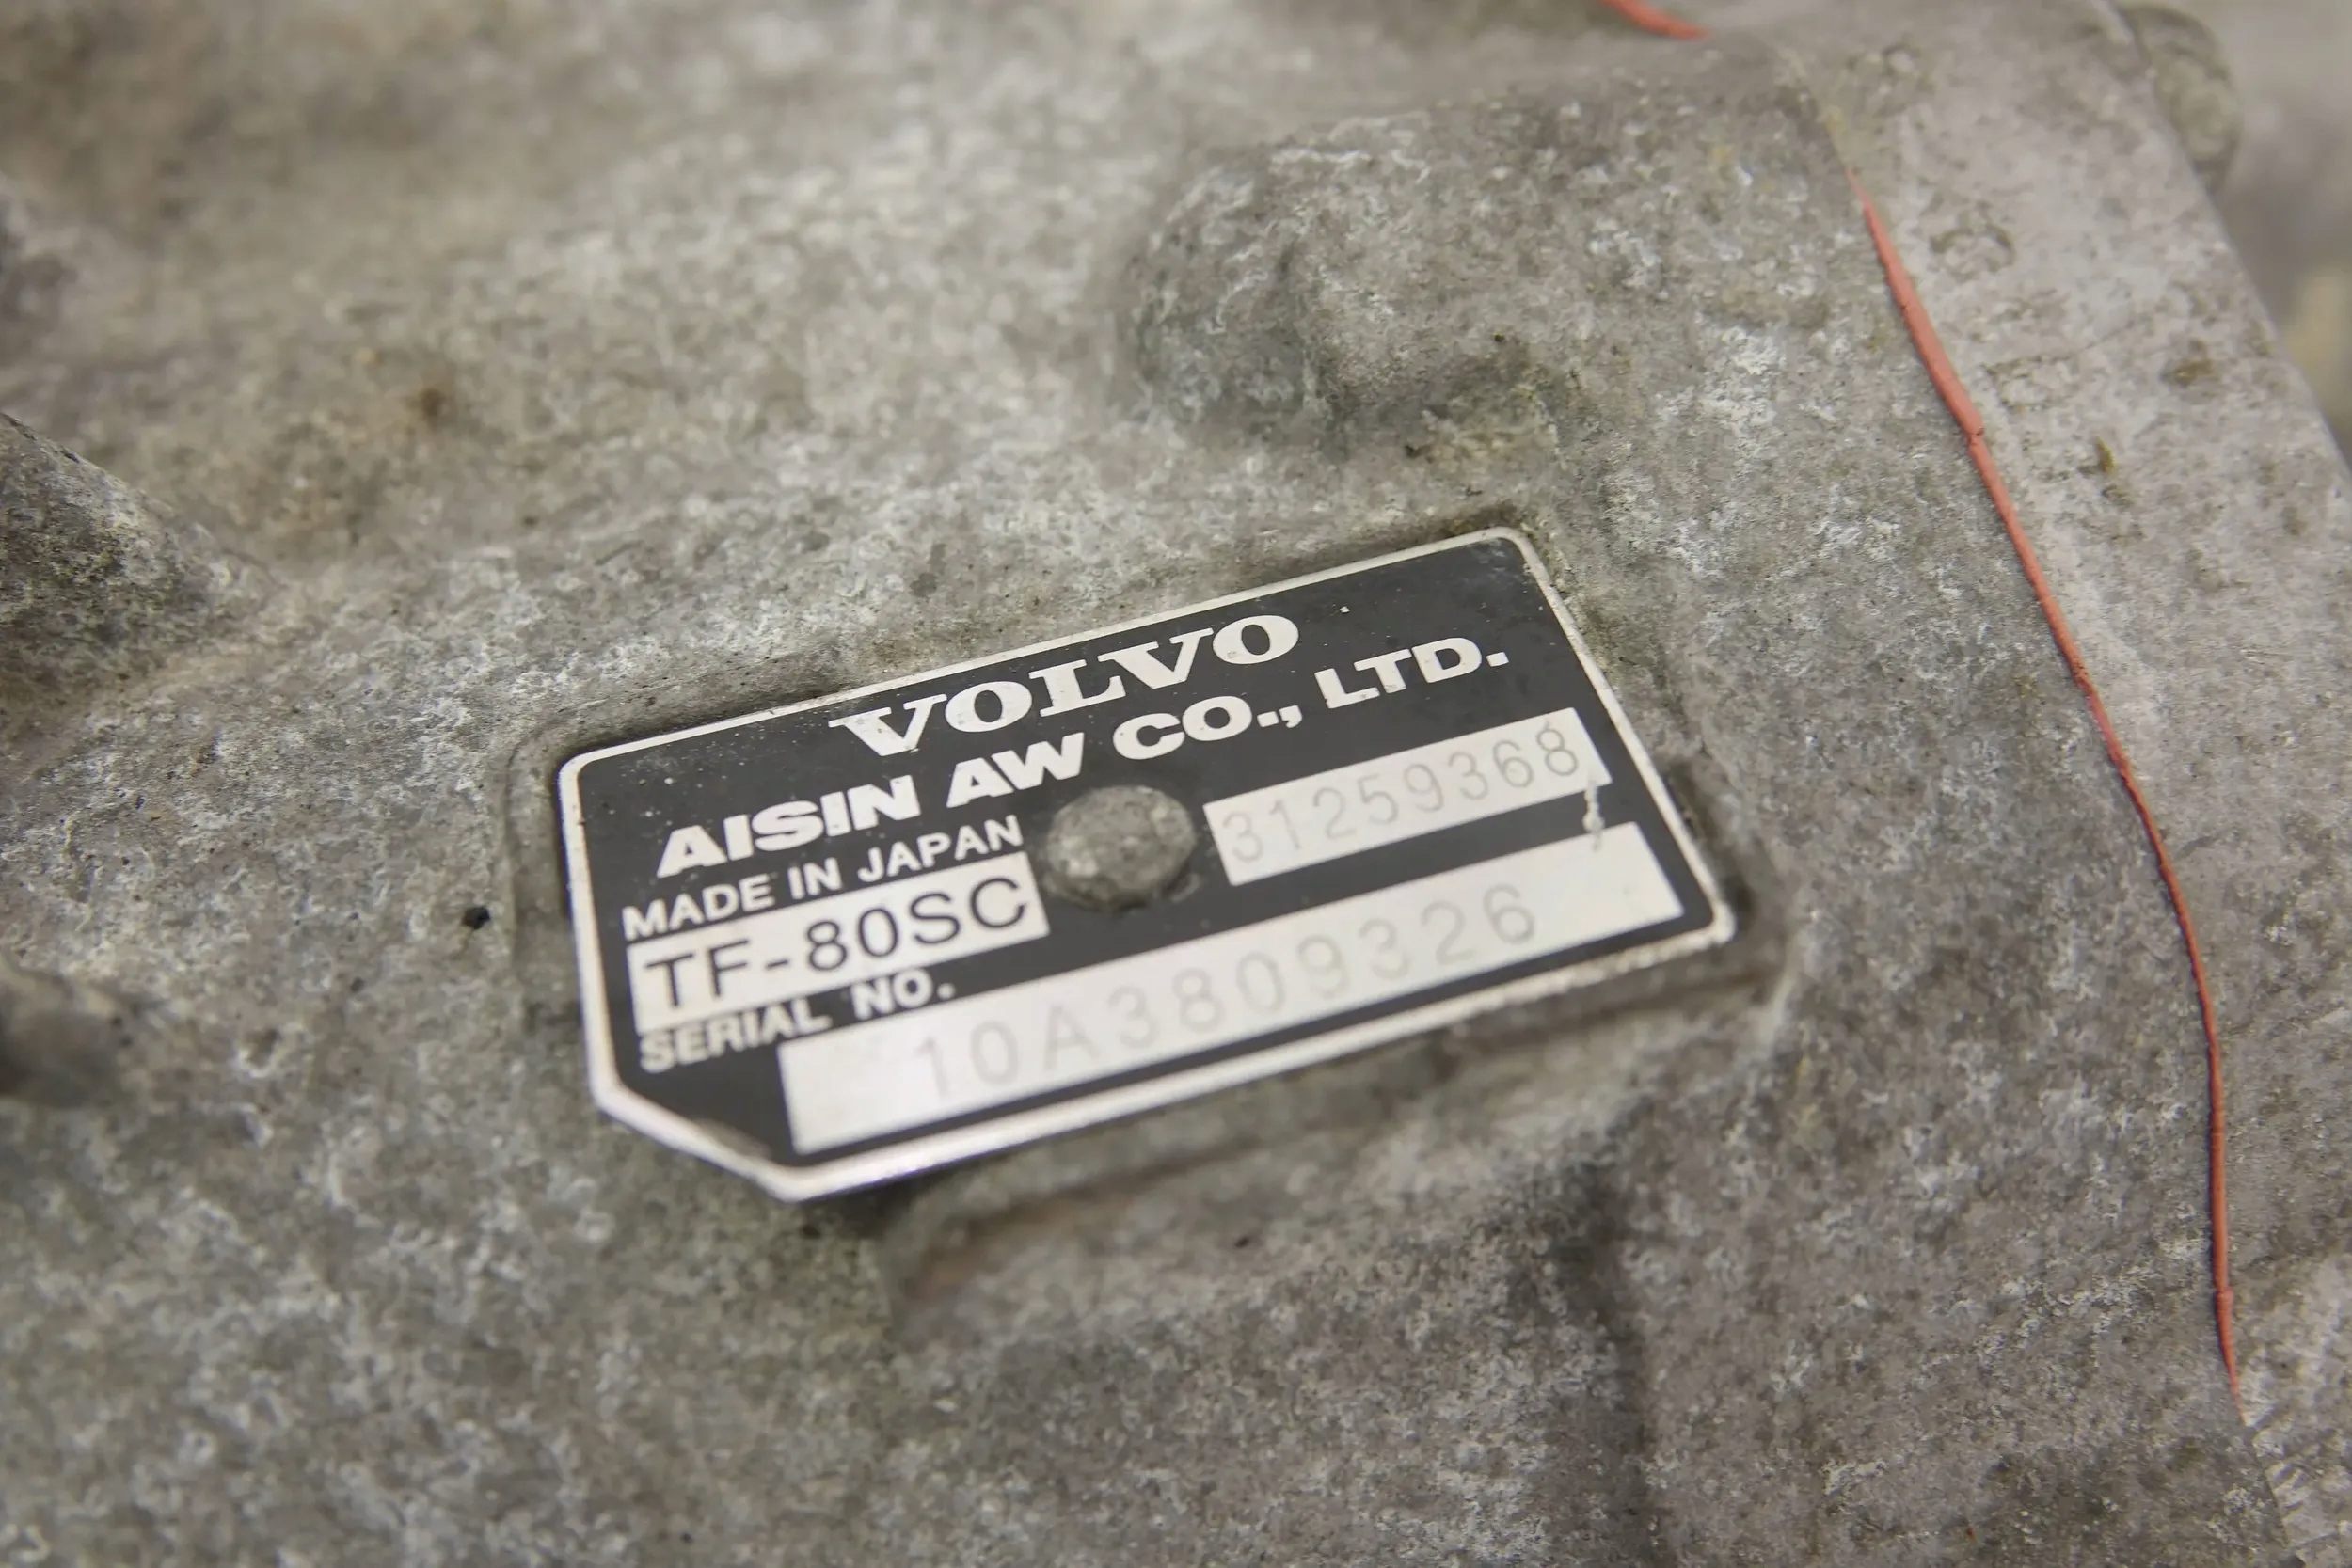 VOLVO
AISIN AW CO., LTD.
MADE IN JAPAN
31259368
TF-80SC
SERIAL NO.
10A3809326